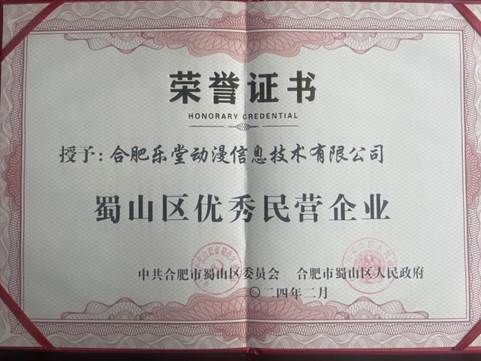 荣誉证书
HONORARY CREDENTIAL
授予：合肥乐堂动漫信息技术有限公司
蜀山区优秀民营企业
中共合肥市蜀山区委员会 合肥市蜀山区人民政府
二〇二四年二月